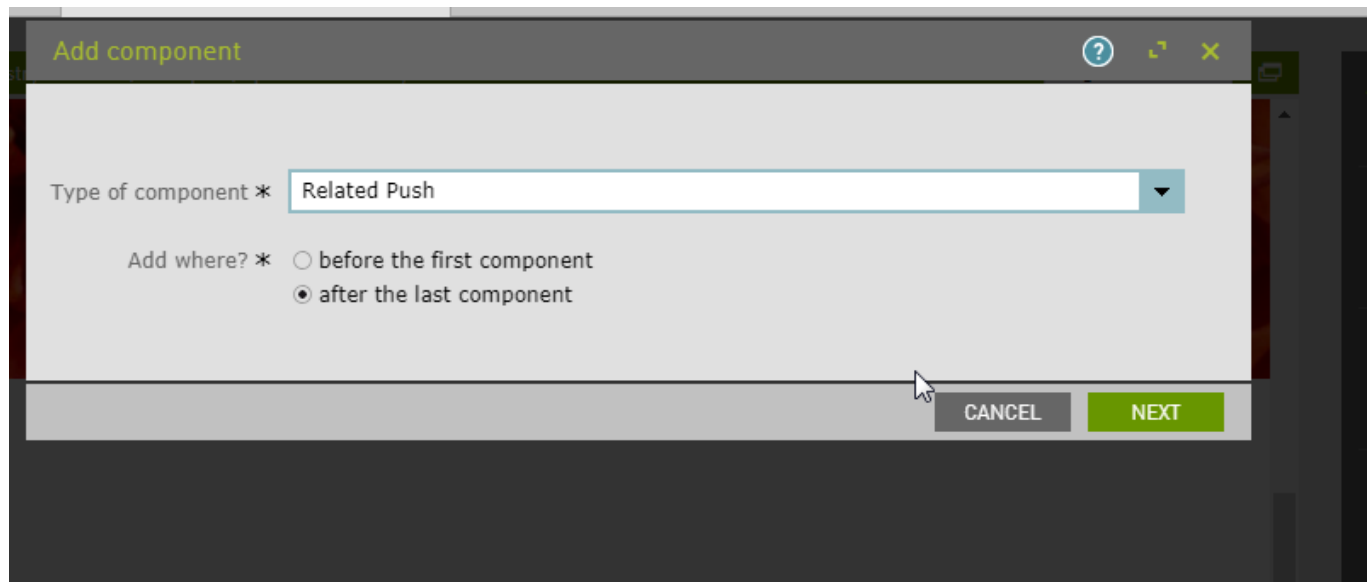 Add component
?
Type of component * Related Push
Add where? * before the first component
after the last component
CANCEL NEXT